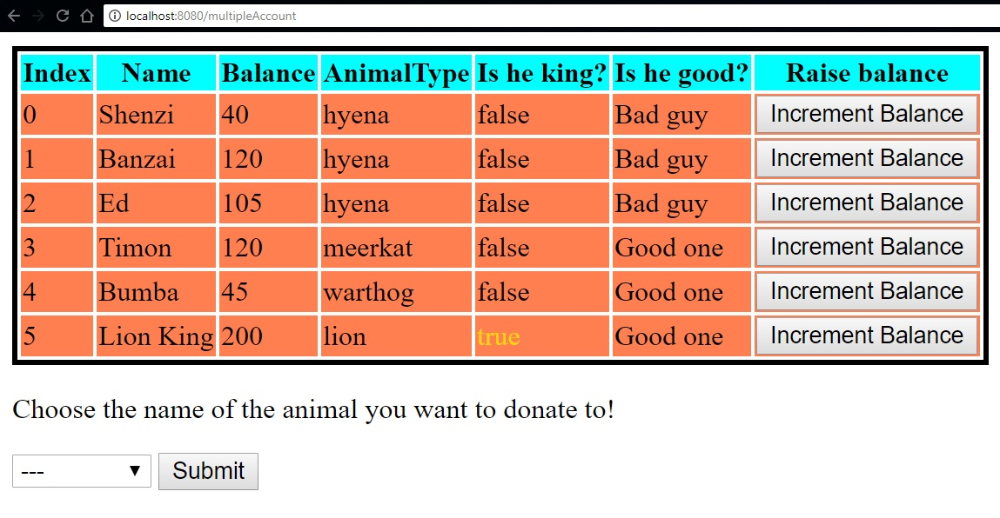 localhost:8080/multipleAccount
Index Name Balance AnimalType Is he king? Is he good? Raise balance
0 Shenzi 40 hyena false Bad guy Increment Balance
1 Banzai 120 hyena false Bad guy Increment Balance
2 Ed 105 hyena false Bad guy Increment Balance
3 Timon 120 meerkat false Good one Increment Balance
4 Bumba 45 warthog false Good one Increment Balance
5 Lion King 200 lion true Good one Increment Balance
Choose the name of the animal you want to donate to!
--- Submit